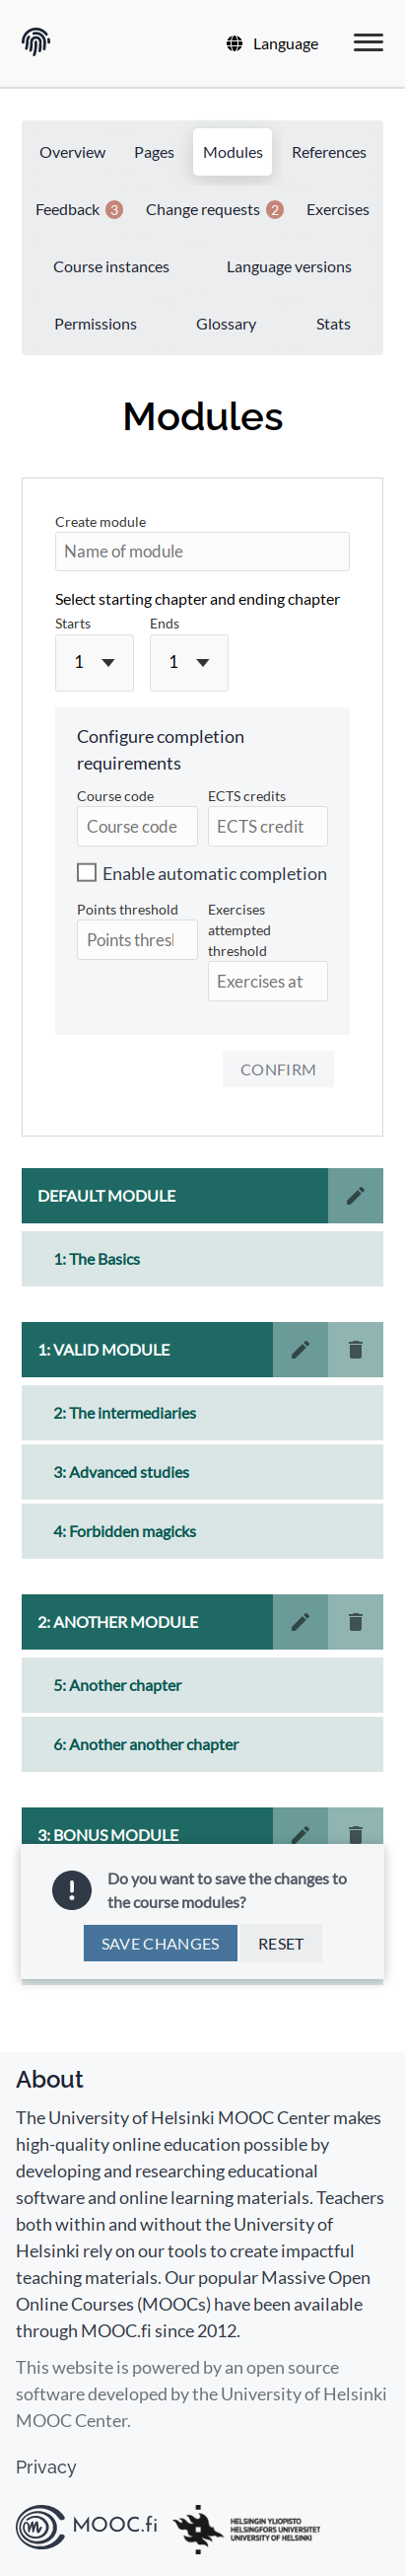 Language
Overview Pages Modules References
Feedback 3 Change requests 2 Exercises
Course instances Language versions
Permissions Glossary Stats
Modules
Create module
Name of module
Select starting chapter and ending chapter
Starts Ends
1 1
Configure completion
requirements
Course code ECTS credits
Course code ECTS credit
Enable automatic completion
Points threshold Exercises
attempted
threshold
Points thresh
Exercises at
CONFIRM
DEFAULT MODULE
1: The Basics
1: VALID MODULE
2: The intermediaries
3: Advanced studies
4: Forbidden magicks
2: ANOTHER MODULE
5: Another chapter
6: Another another chapter
3: BONUS MODULE
Do you want to save the changes to
the course modules?
SAVE CHANGES RESET
About
The University of Helsinki MOOC Center makes
high-quality online education possible by
developing and researching educational
software and online learning materials. Teachers
both within and without the University of
Helsinki rely on our tools to create impactful
teaching materials. Our popular Massive Open
Online Courses (MOOCs) have been available
through MOOC.fi since 2012.
This website is powered by an open source
software developed by the University of Helsinki
MOOC Center.
Privacy
MOOC.fi
HELSINGIN YLIOPISTO
HELSINGFORS UNIVERSITET
UNIVERSITY OF HELSINKI